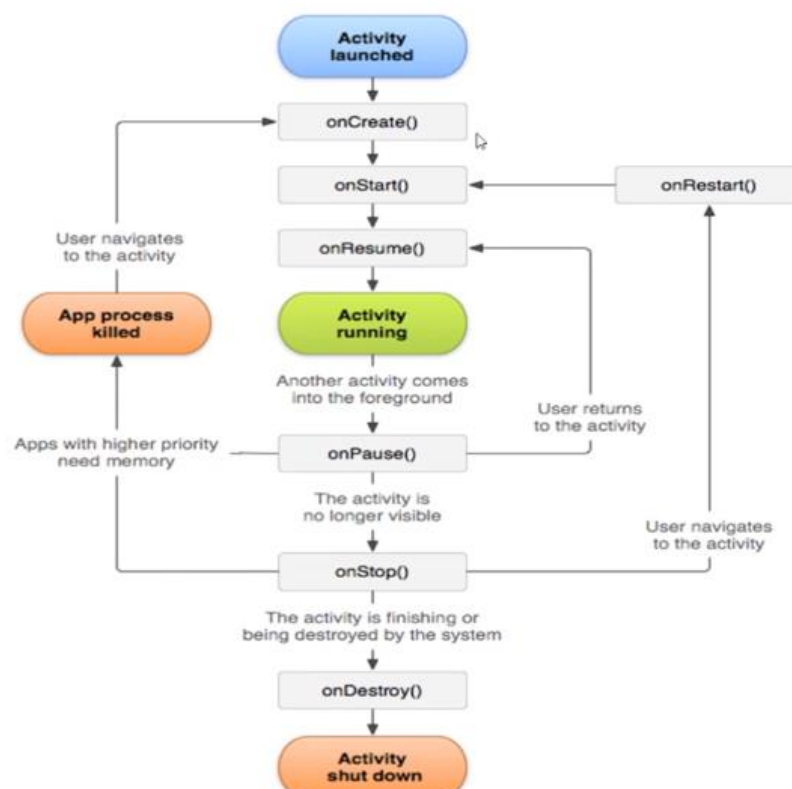 Activity
launched
onCreate()
onStart()
onRestart()
onResume()
User navigates
to the activity
App process
killed
Activity
running
Another activity comes
into the foreground
User returns
to the activity
Apps with higher priority
need memory
onPause()
The activity is
no longer visible
User navigates
to the activity
onStop()
The activity is finishing or
being destroyed by the system
onDestroy()
Activity
shut down